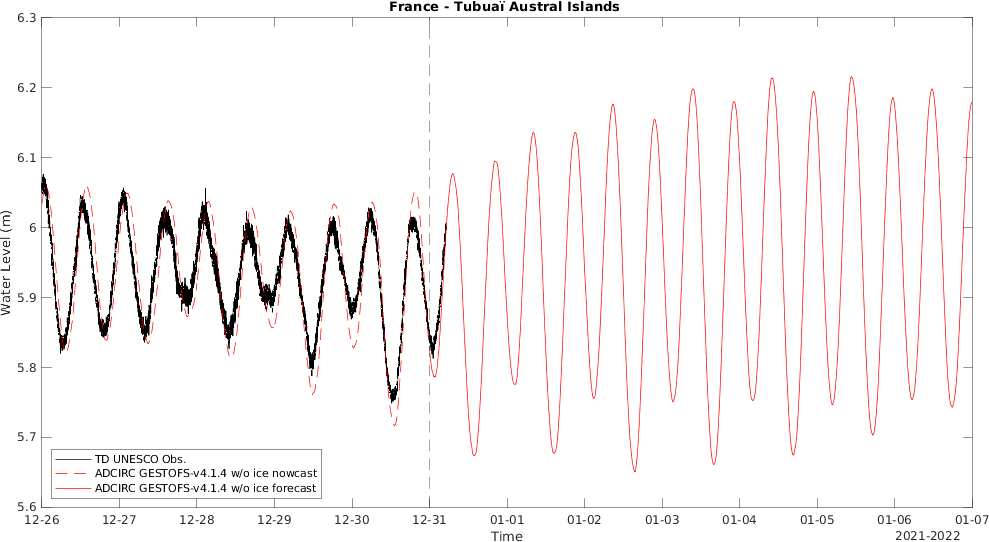 France - Tubuaï Austral Islands
6.3
6.2
6.1
6
5.9
5.8
5.7
5.6
Water Level (m)
TD UNESCO Obs.
ADCIRC GESTOFS-v4.1.4 w/o ice nowcast
ADCIRC GESTOFS-v4.1.4 w/o ice forecast
12-26 12-27 12-28 12-29 12-30 12-31 01-01 01-02 01-03 01-04 01-05 01-06 01-07
Time
2021-2022